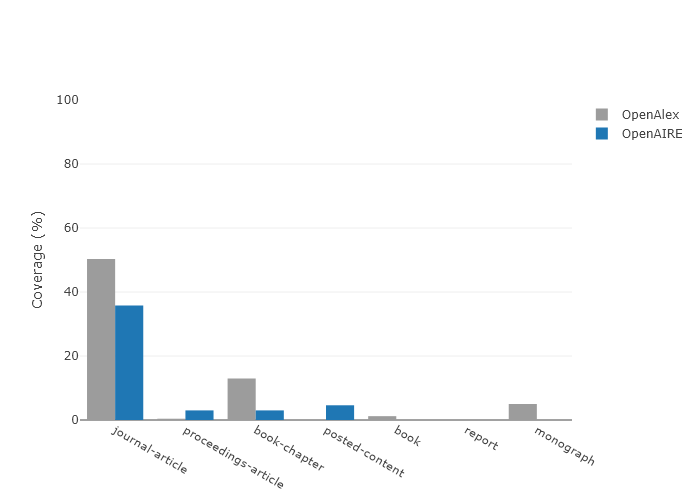 100
80
60
40
20
0
Coverage (%)
journal-article
proceedings-article
book-chapter
posted-content
book
report
monograph
OpenAlex
OpenAIRE